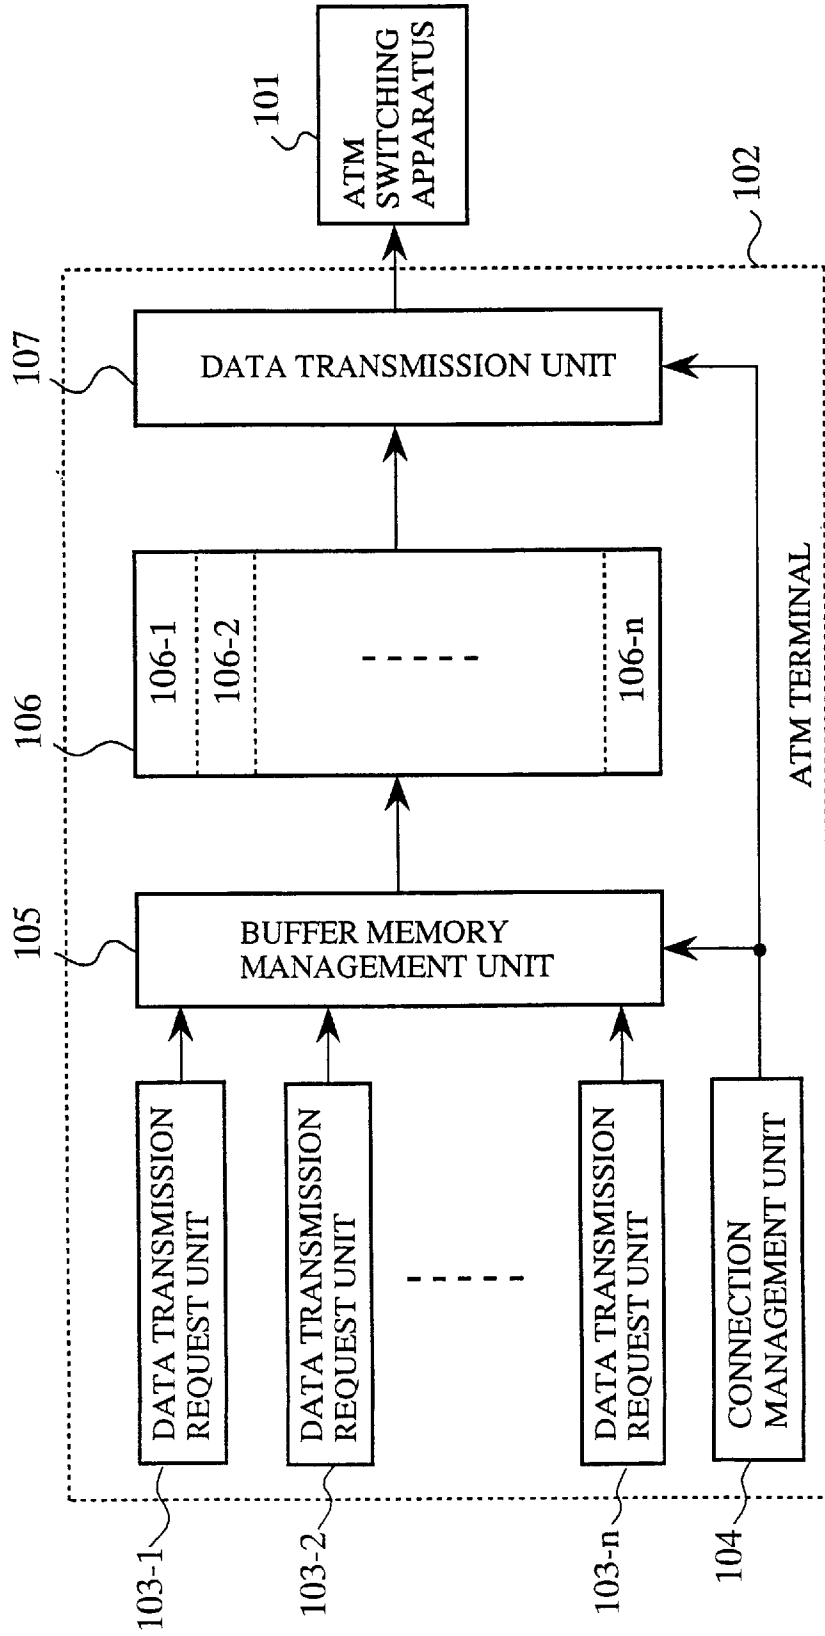 103-1
DATA TRANSMISSION
REQUEST UNIT
103-2
DATA TRANSMISSION
REQUEST UNIT
103-n
DATA TRANSMISSION
REQUEST UNIT
104
CONNECTION
MANAGEMENT UNIT
105
BUFFER MEMORY
MANAGEMENT UNIT
106
106-1
106-2
106-n
107
DATA TRANSMISSION UNIT
101
ATM
SWITCHING
APPARATUS
102
ATM TERMINAL